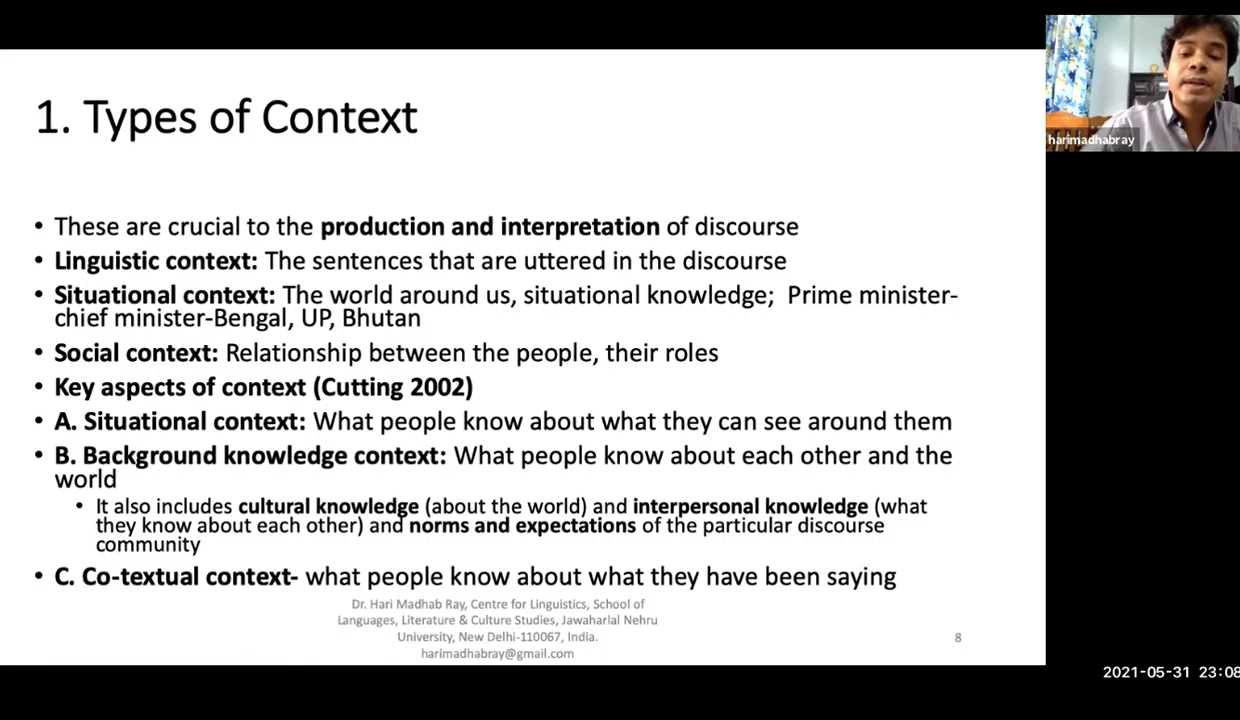 1. Types of Context
• These are crucial to the production and interpretation of discourse
• Linguistic context: The sentences that are uttered in the discourse
• Situational context: The world around us, situational knowledge;  Prime minister-
chief minister-Bengal, UP, Bhutan
• Social context: Relationship between the people, their roles
• Key aspects of context (Cutting 2002)
• A. Situational context: What people know about what they can see around them
• B. Background knowledge context: What people know about each other and the
world
• It also includes cultural knowledge (about the world) and interpersonal knowledge (what
they know about each other) and norms and expectations of the particular discourse
community
• C. Co-textual context- what people know about what they have been saying
Dr. Hari Madhab Ray, Centre for Linguistics, School of
Languages, Literature & Culture Studies, Jawaharlal Nehru
University, New Delhi-110067, India.
harimadhabray@gmail.com
8
harimadhabray
2021-05-31 23:08